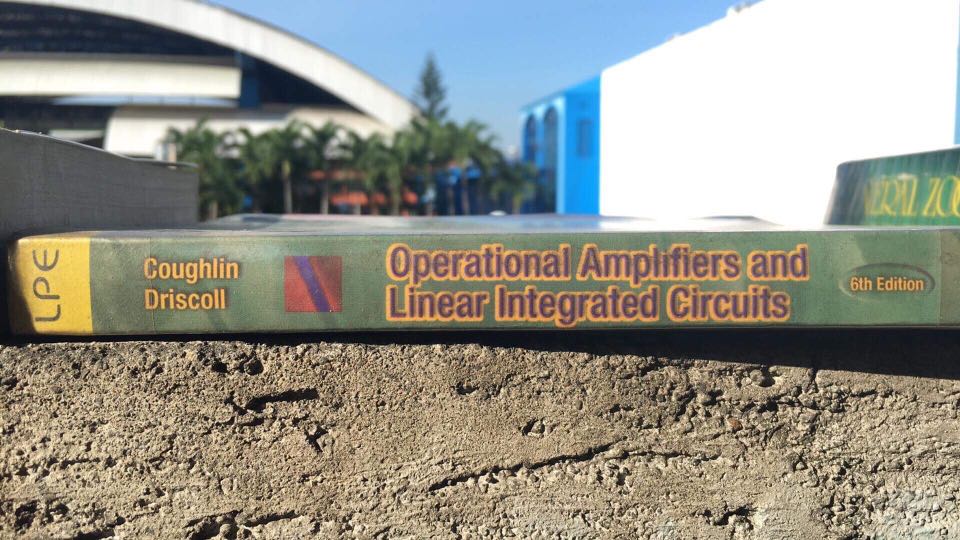 LPE
Coughlin
Driscoll
Operational Amplifiers and
Linear Integrated Circuits
6th Edition